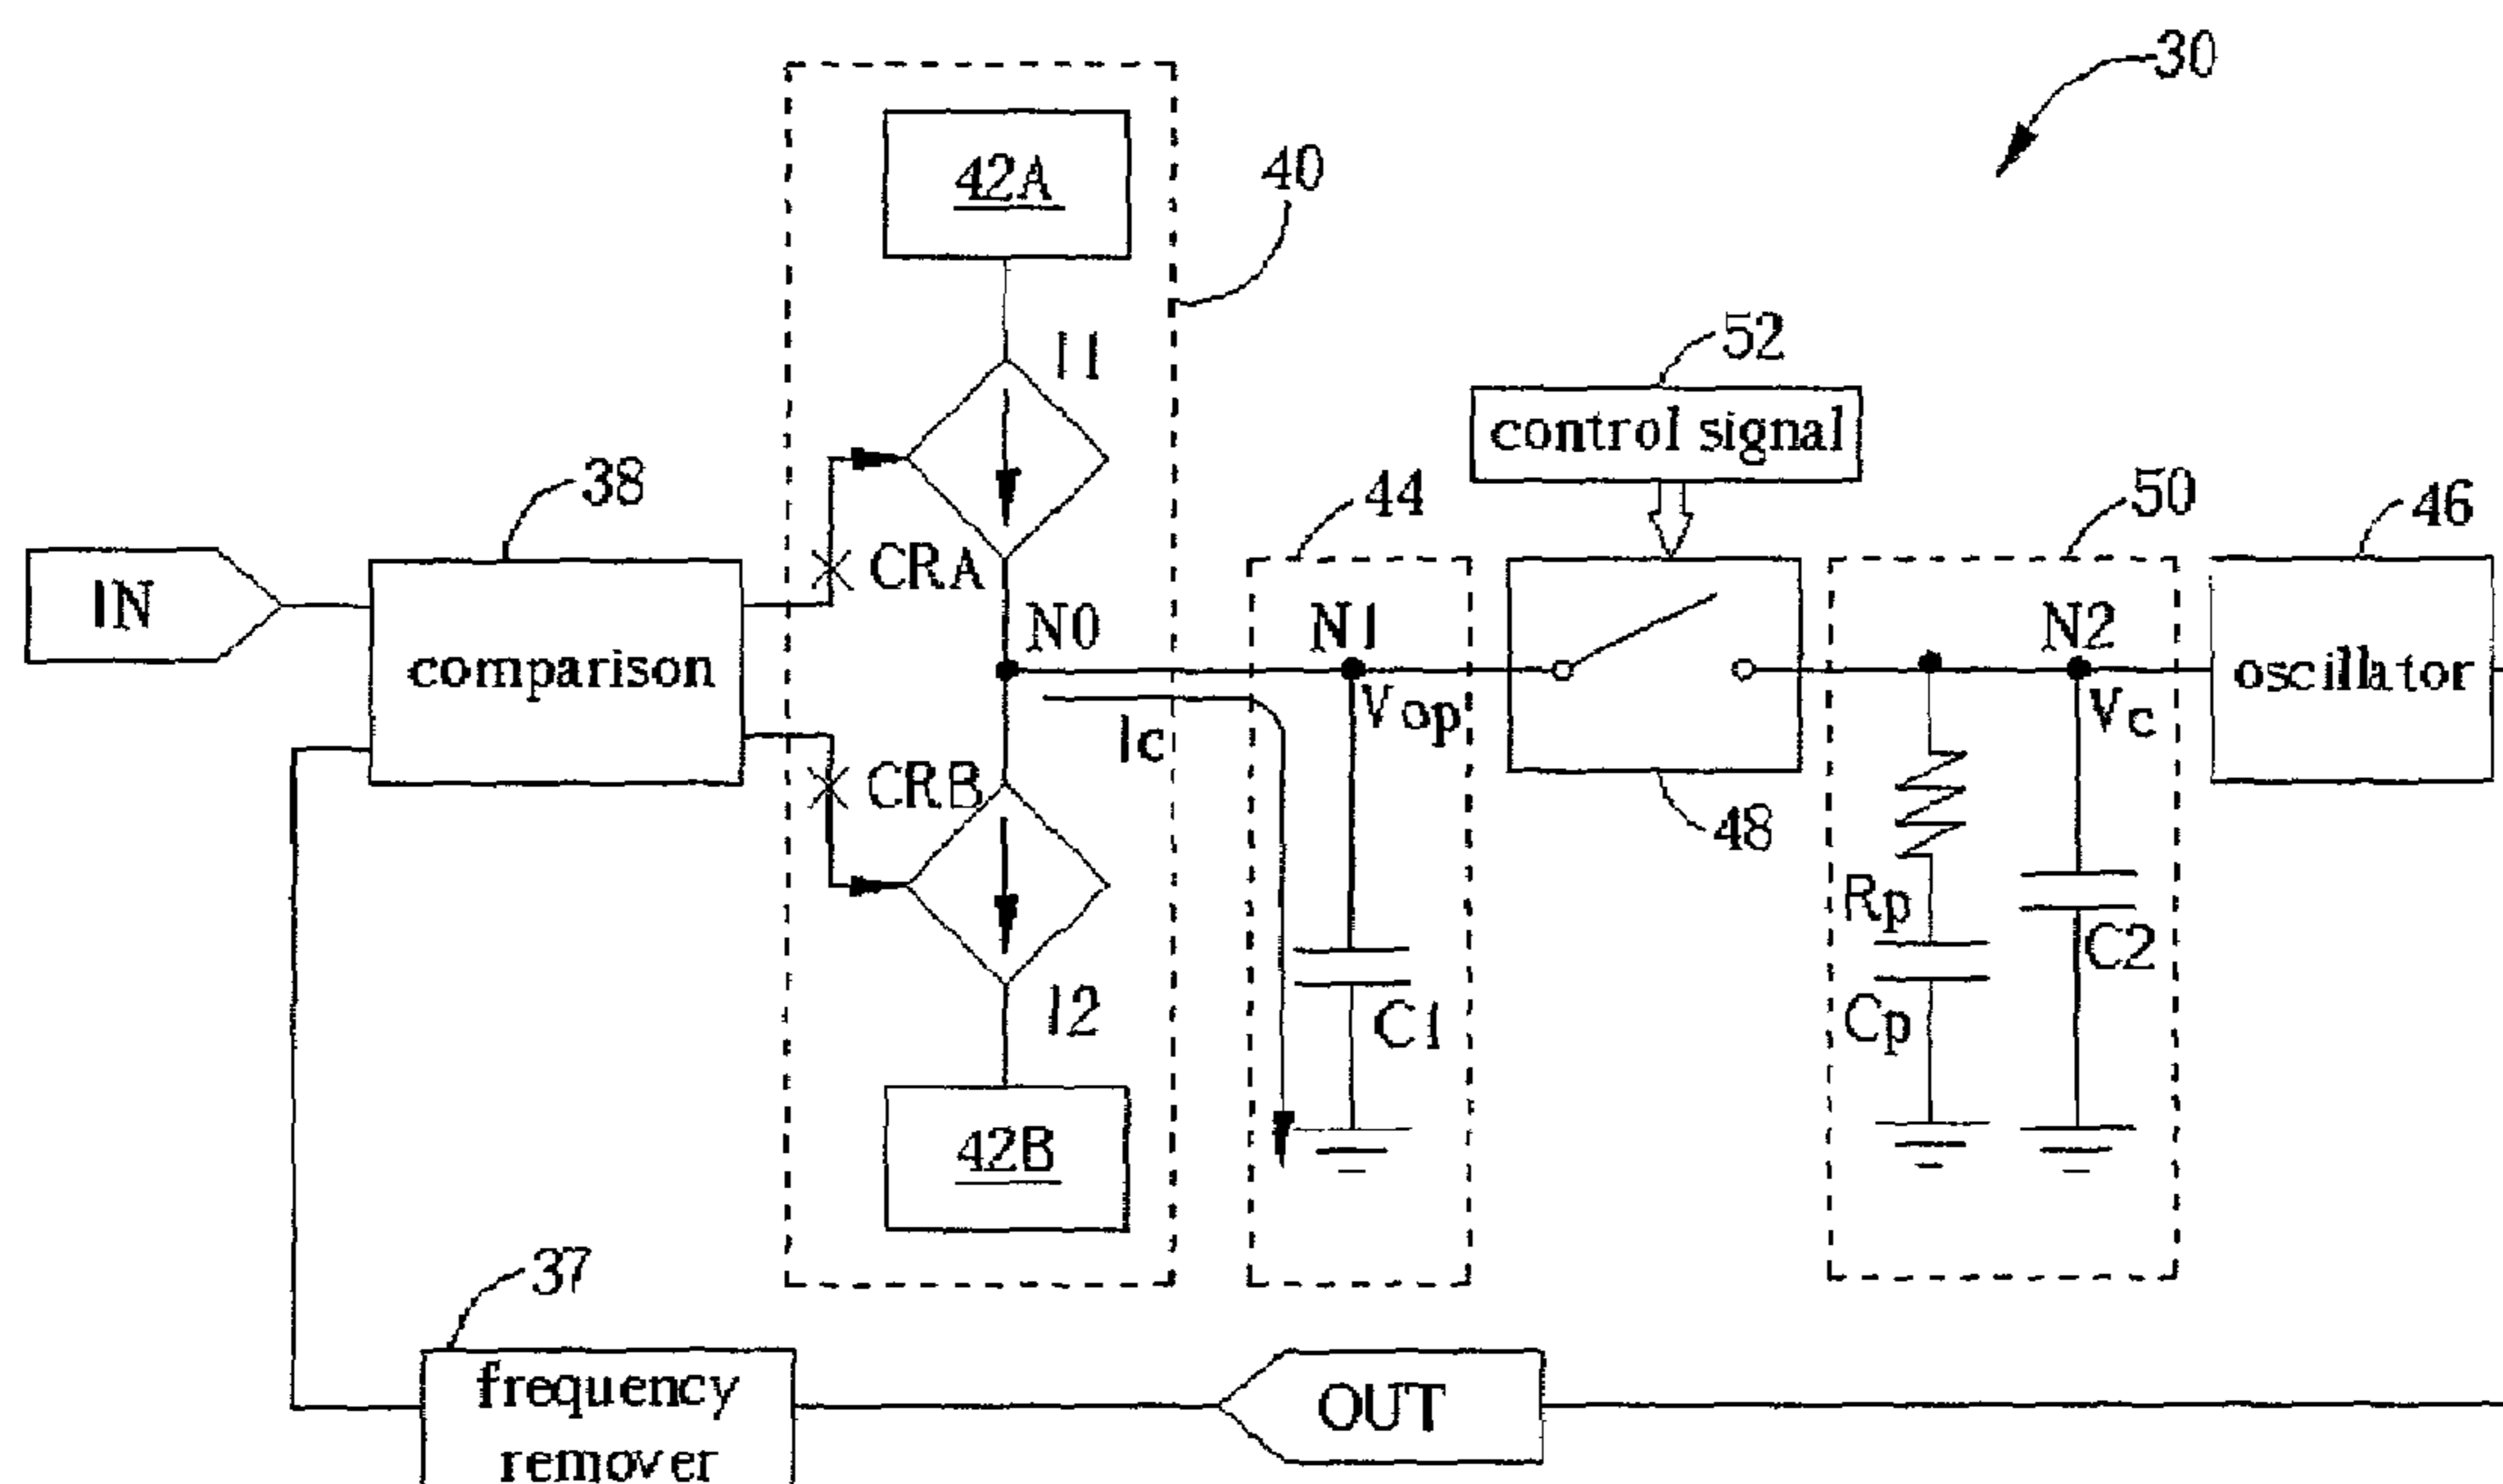 30
42A
40
I1
52
control signal
38
44
50
46
IN
CRA
N0
N1
N2
comparison
oscillator
Vop
Vc
Ic
CRB
48
Rp
C2
I2
C1
Cp
42B
37
frequency
remover
OUT